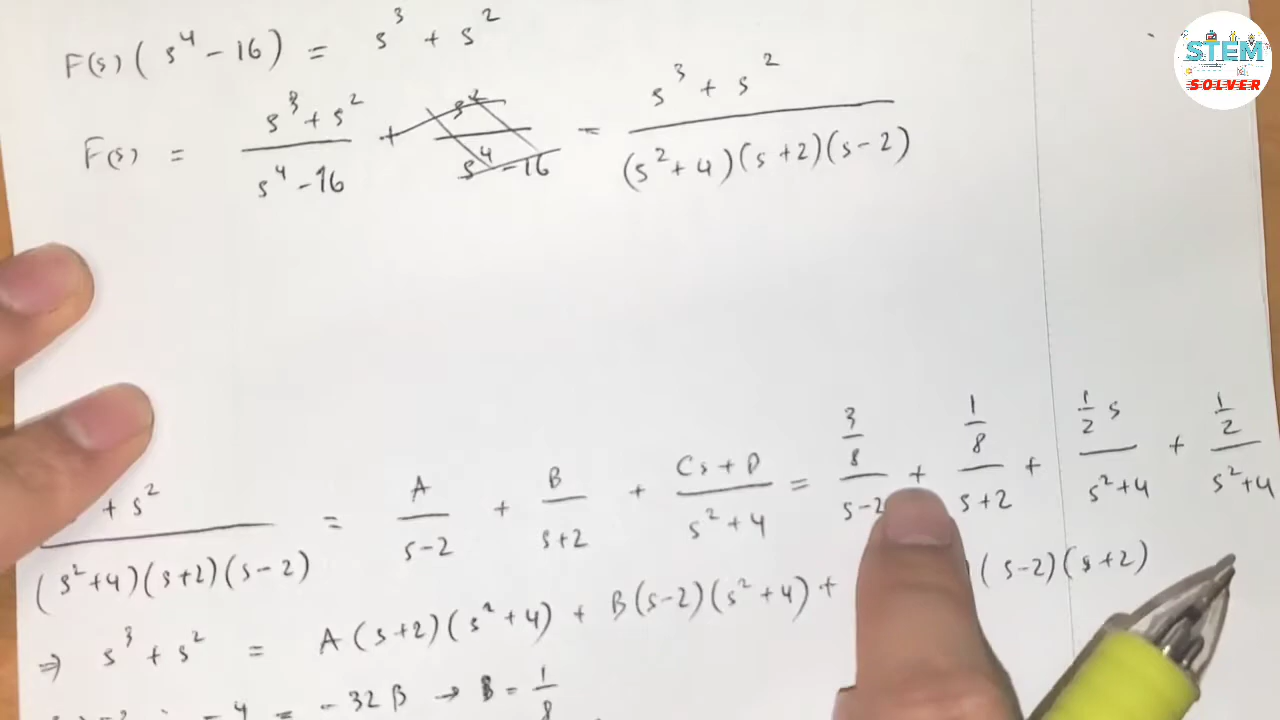 STEM
SOLVER
F(s) (s⁴ - 16) = s³ + s²
F(s) = (s³ + s²)/(s⁴ - 16) + s²/(s⁴ - 16) = (s³ + s²)/((s² + 4)(s + 2)(s - 2))
+ s²/((s² + 4)(s + 2)(s - 2)) = A/(s - 2) + B/(s + 2) + (Cs + D)/(s² + 4) = (3/8)/(s - 2) + (1/8)/(s + 2) + (1/2 s)/(s² + 4) + (1/2)/(s² + 4)
⇒ s³ + s² = A(s + 2)(s² + 4) + B(s - 2)(s² + 4) + )(s - 2)(s + 2)
- 4 = - 32 B → B = 1/8